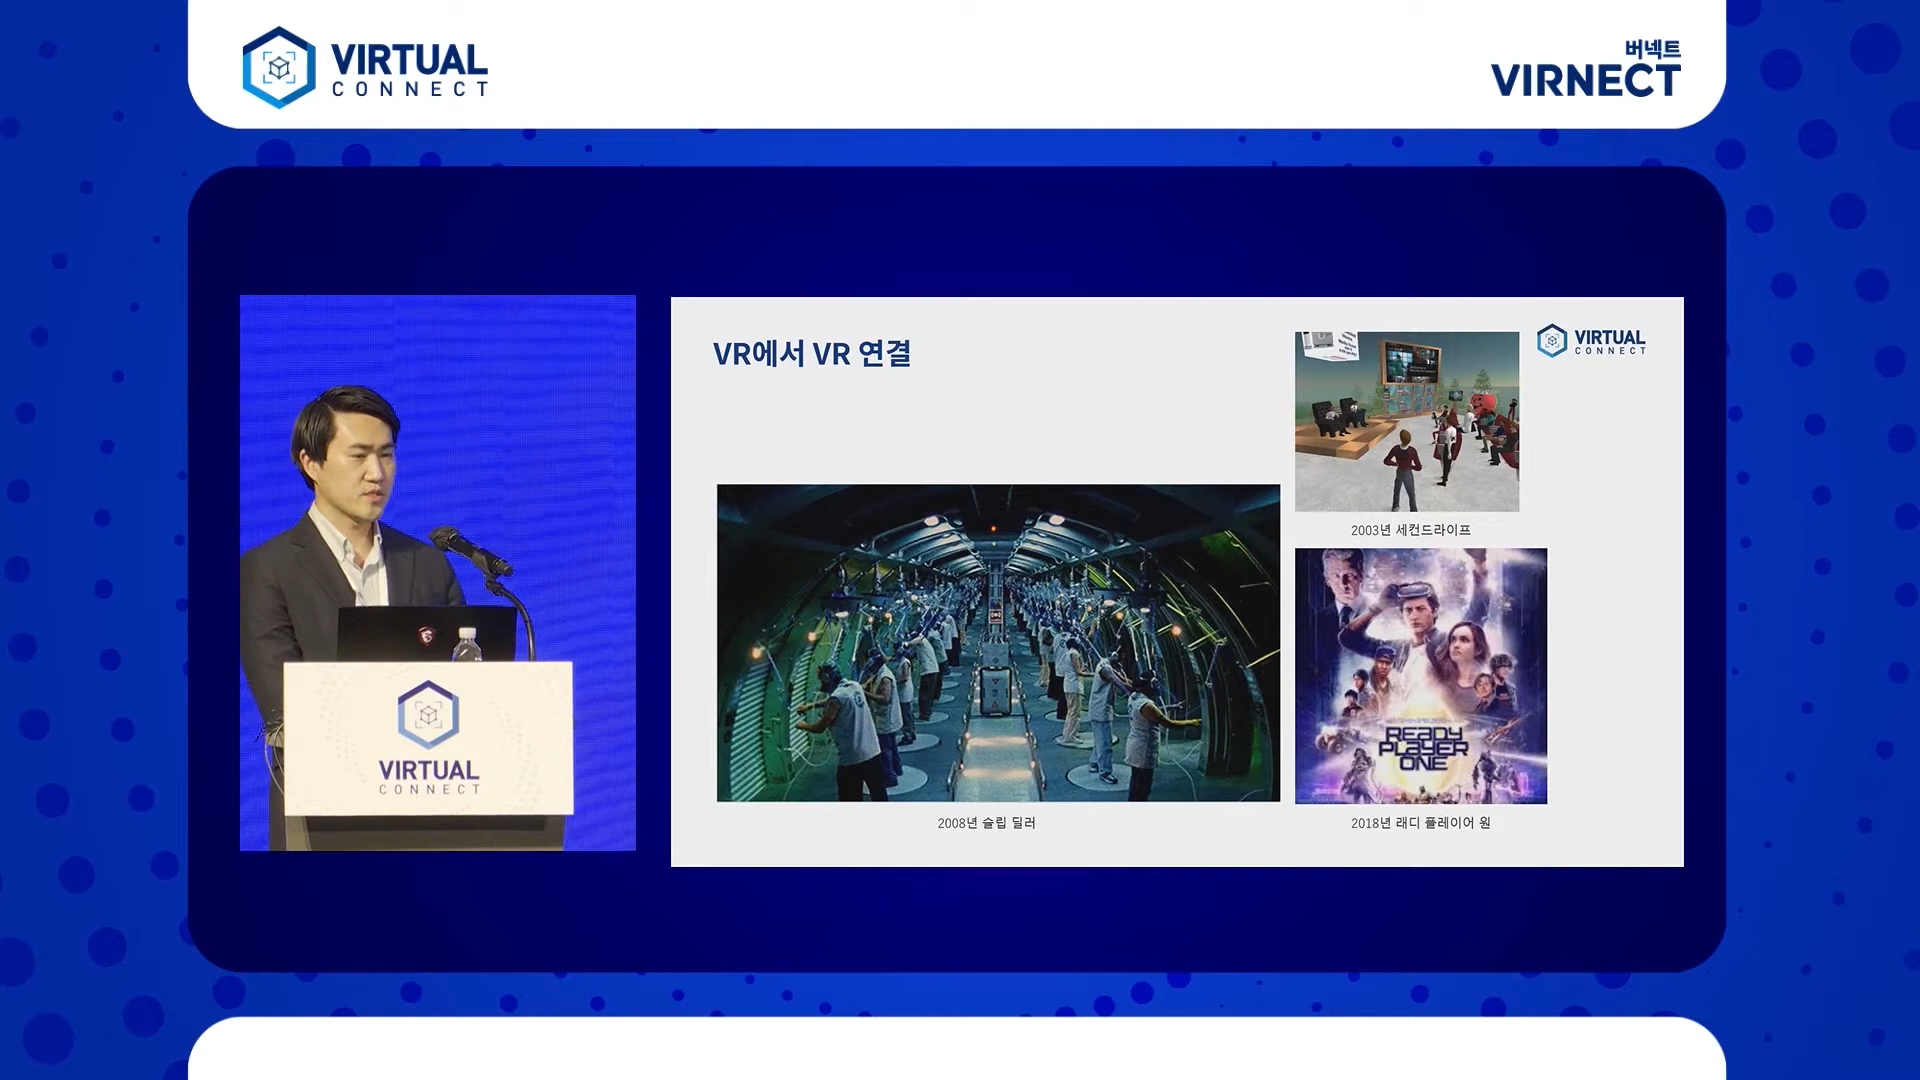 VIRTUAL
CONNECT
버넥트
VIRNECT
VR에서 VR 연결
VIRTUAL
CONNECT
2003년 세컨드라이프
READY
PLAYER
ONE
2008년 슬립 딜러
2018년 래디 플레이어 원
VIRTUAL
CONNECT